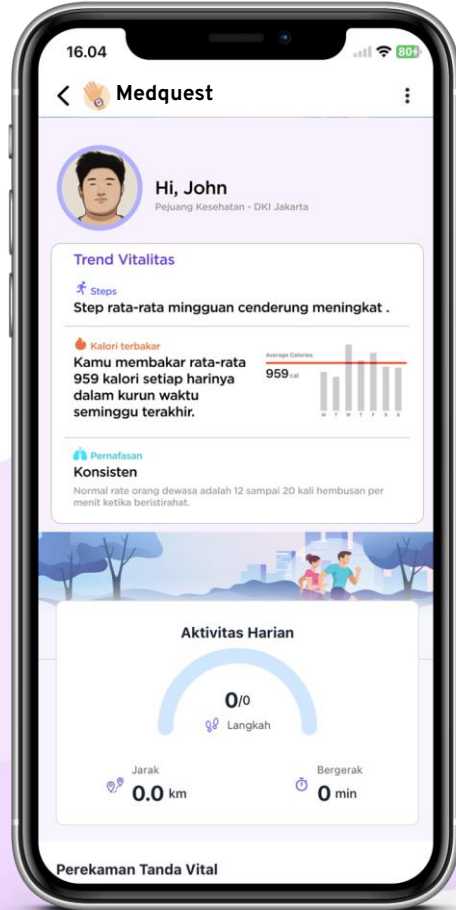 16.04
80
Medquest
Hi, John
Pejuang Kesehatan - DKI Jakarta
Trend Vitalitas
Steps
Step rata-rata mingguan cenderung meningkat .
Kalori terbakar
Kamu membakar rata-rata
959 kalori setiap harinya
dalam kurun waktu
seminggu terakhir.
Average Calories
959 cal
M T W T F S S
Pernafasan
Konsisten
Normal rate orang dewasa adalah 12 sampai 20 kali hembusan per
menit ketika beristirahat.
Aktivitas Harian
0/0
Langkah
Jarak
0.0 km
Bergerak
0 min
Perekaman Tanda Vital